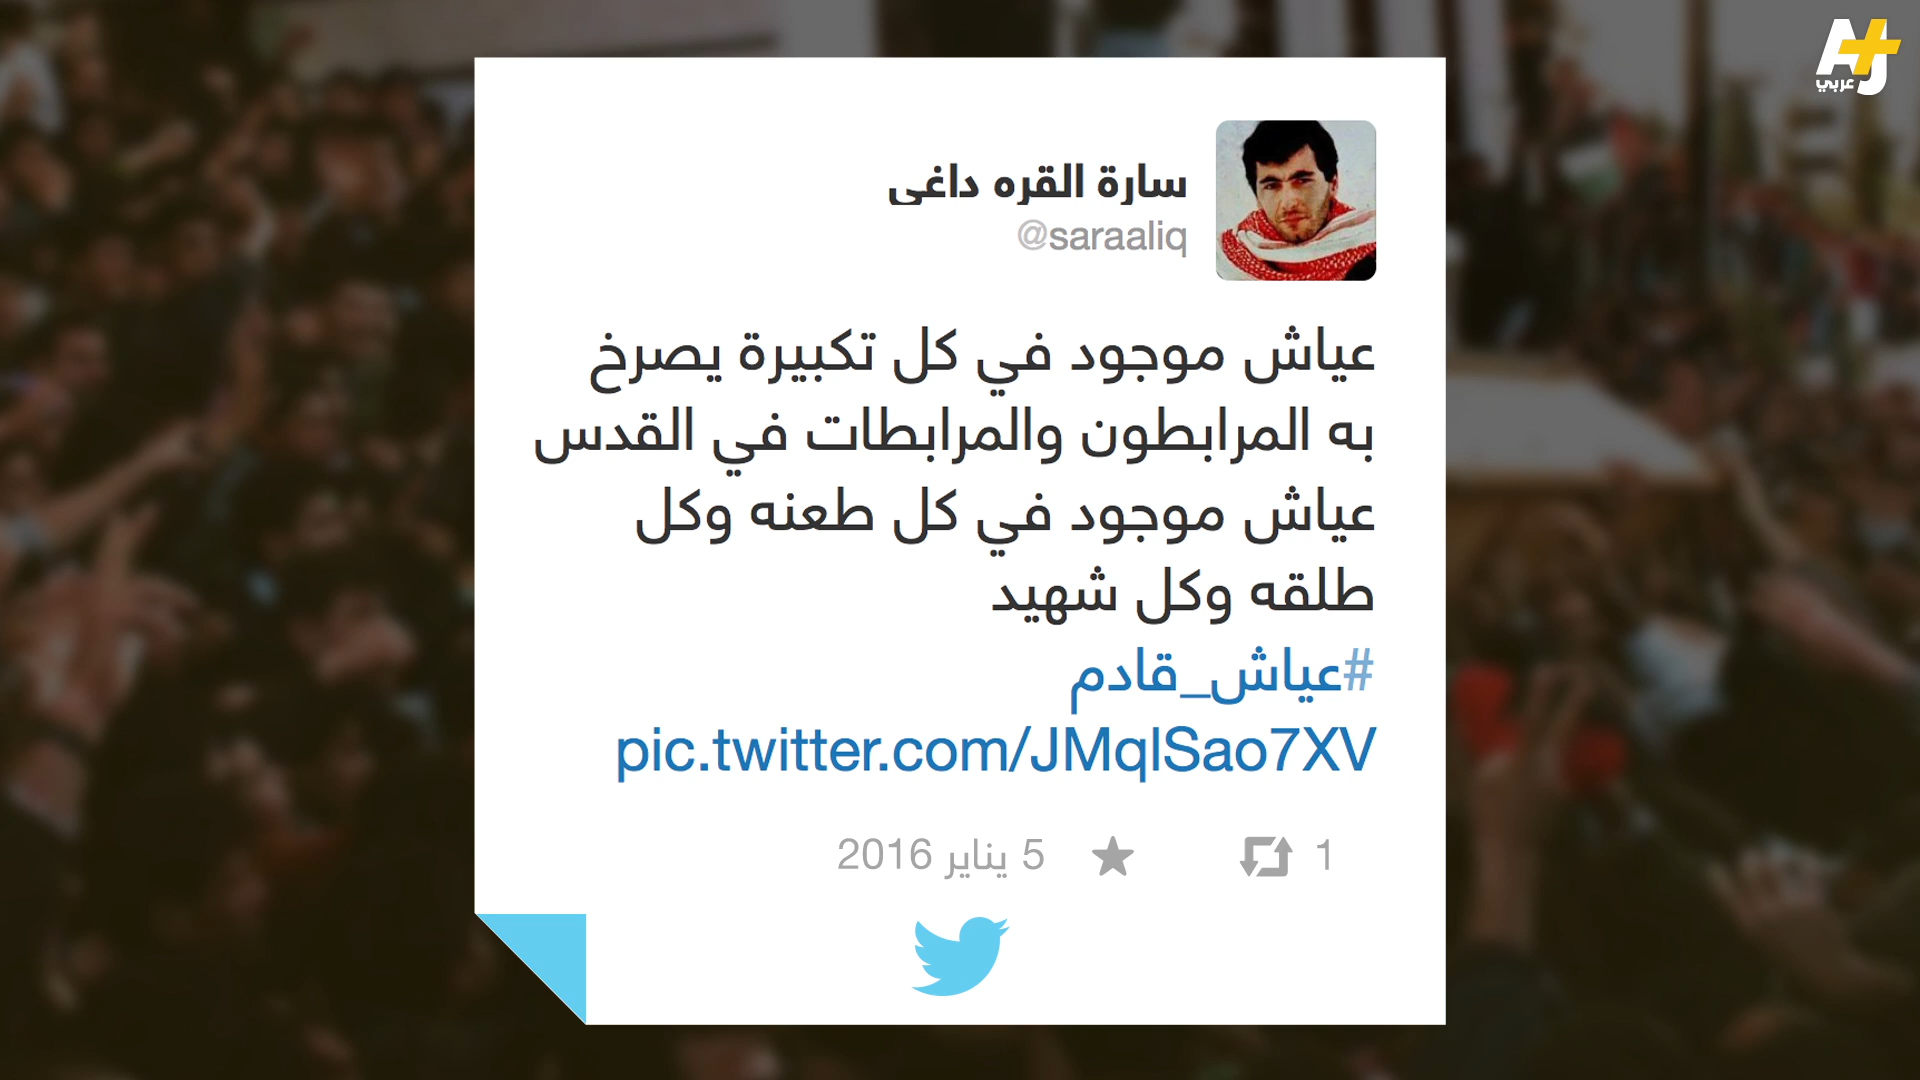 عربي
سارة القره داغى
@saraaliq
عياش موجود في كل تكبيرة يصرخ
به المرابطون والمرابطات في القدس
عياش موجود في كل طعنه وكل
طلقه وكل شهيد
#عياش_قادم
pic.twitter.com/JMqlSao7XV
1
5 يناير 2016